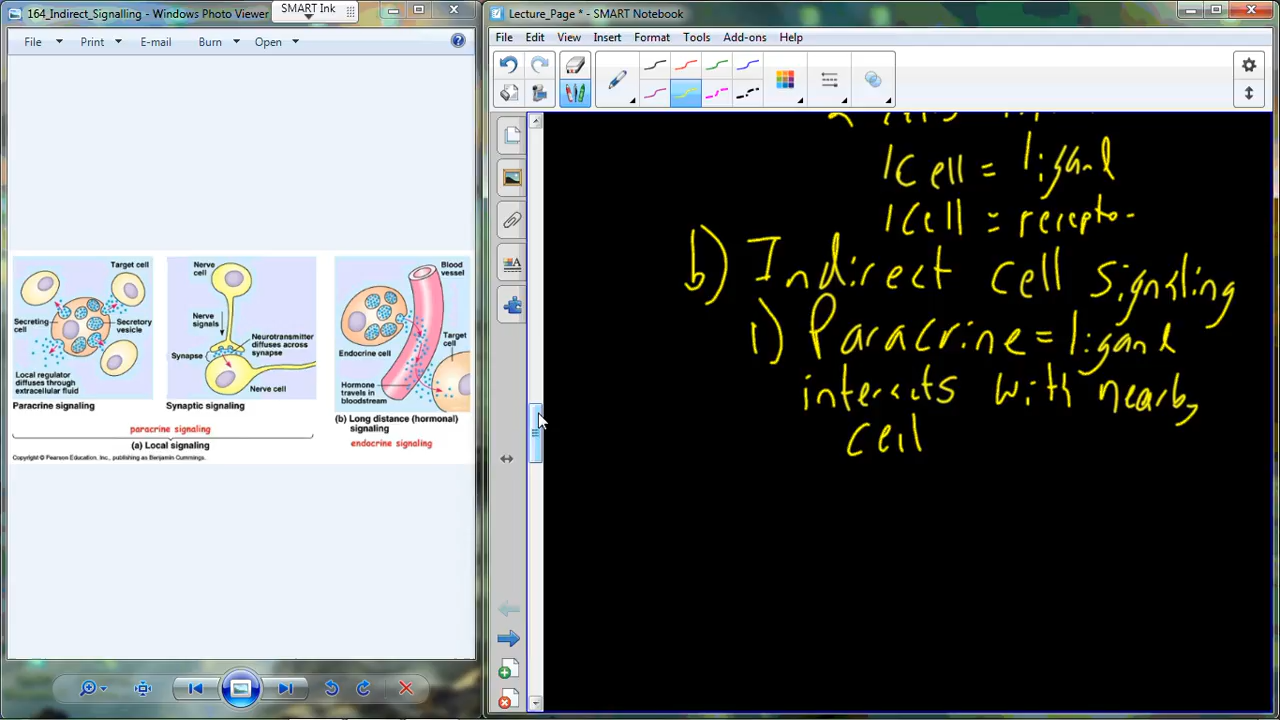 164_Indirect_Signalling - Windows Photo Viewer
SMART Ink
File Print E-mail Burn Open
Target cell
Secreting cell
Secretory vesicle
Local regulator
diffuses through
extracellular fluid
Paracrine signaling
Nerve cell
Nerve signals
Neurotransmitter
diffuses across
synapse
Synapse
Nerve cell
Synaptic signaling
paracrine signaling
(a) Local signaling
Blood vessel
Endocrine cell
Target cell
Hormone
travels in
bloodstream
(b) Long distance (hormonal)
signaling
endocrine signaling
Copyright © Pearson Education, Inc., publishing as Benjamin Cummings.
Lecture_Page * - SMART Notebook
File Edit View Insert Format Tools Add-ons Help
1 Cell = ligand
1 Cell = recepto-
b) Indirect cell signaling
1) Paracrine = ligand
interacts with nearby
cell